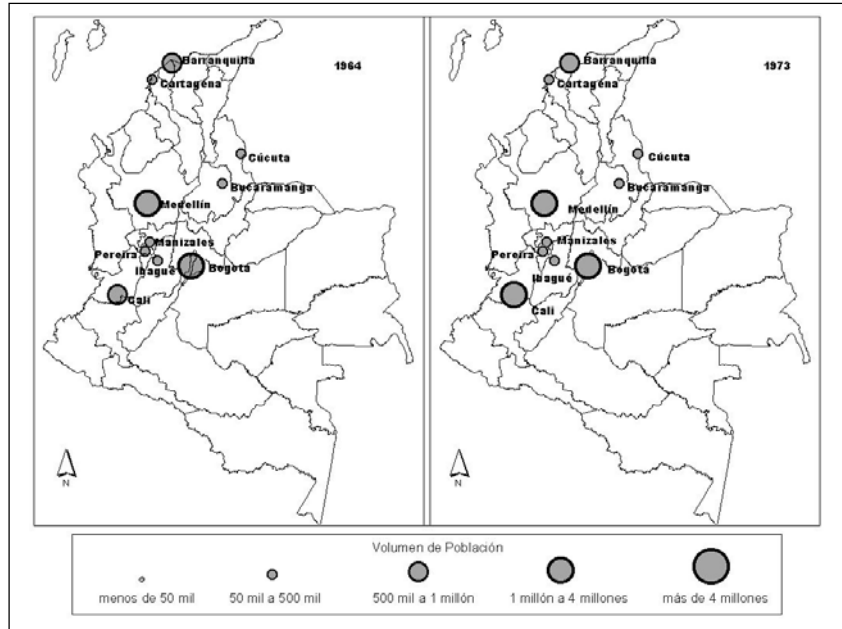 1964
Barranquilla
Cartagena
Cúcuta
Bucaramanga
Medellín
Manizales
Pereira
Ibagué
Bogotá
Cali
N
1973
Barranquilla
Cartagena
Cúcuta
Bucaramanga
Medellín
Manizales
Pereira
Ibagué
Bogotá
Cali
N
Volumen de Población
menos de 50 mil
50 mil a 500 mil
500 mil a 1 millón
1 millón a 4 millones
más de 4 millones